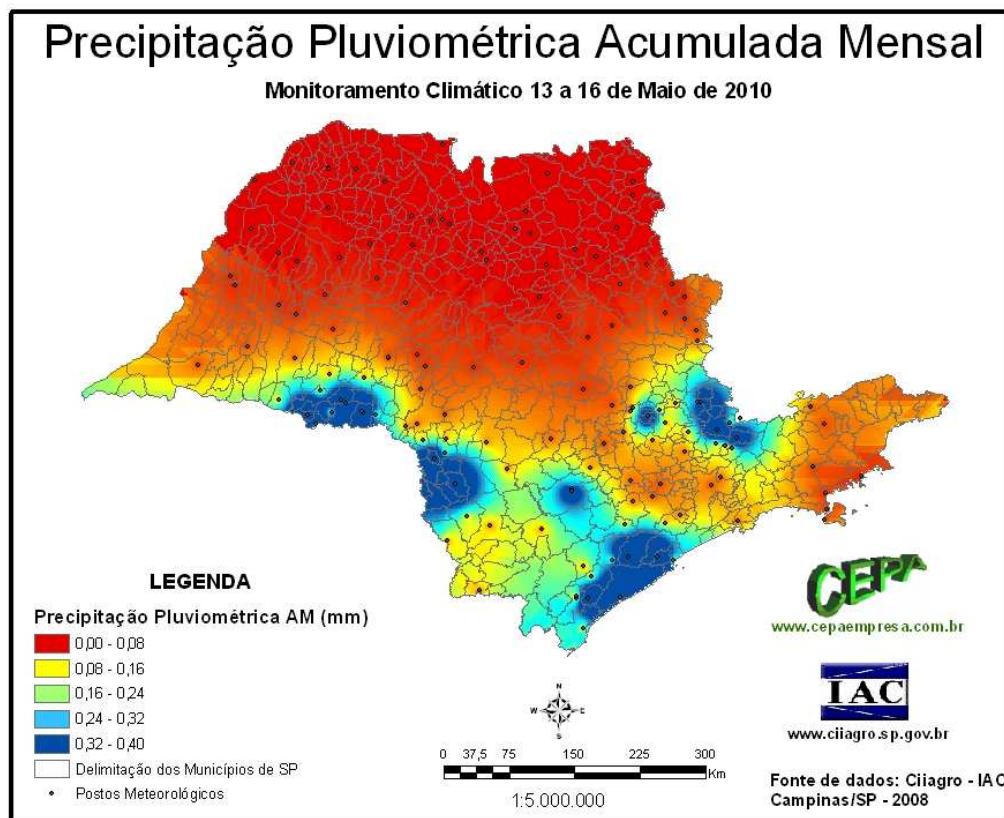 Precipitação Pluviométrica Acumulada Mensal
Monitoramento Climático 13 a 16 de Maio de 2010
LEGENDA
Precipitação Pluviométrica AM (mm)
0,00 - 0,08
0,08 - 0,16
0,16 - 0,24
0,24 - 0,32
0,32 - 0,40
Delimitação dos Municípios de SP
Postos Meteorológicos
N
W E
S
0 37,5 75 150 225 300
Km
1:5.000.000
CEPA
www.cepaempresa.com.br
IAC
www.ciiagro.sp.gov.br
Fonte de dados: Ciiagro - IAC
Campinas/SP - 2008